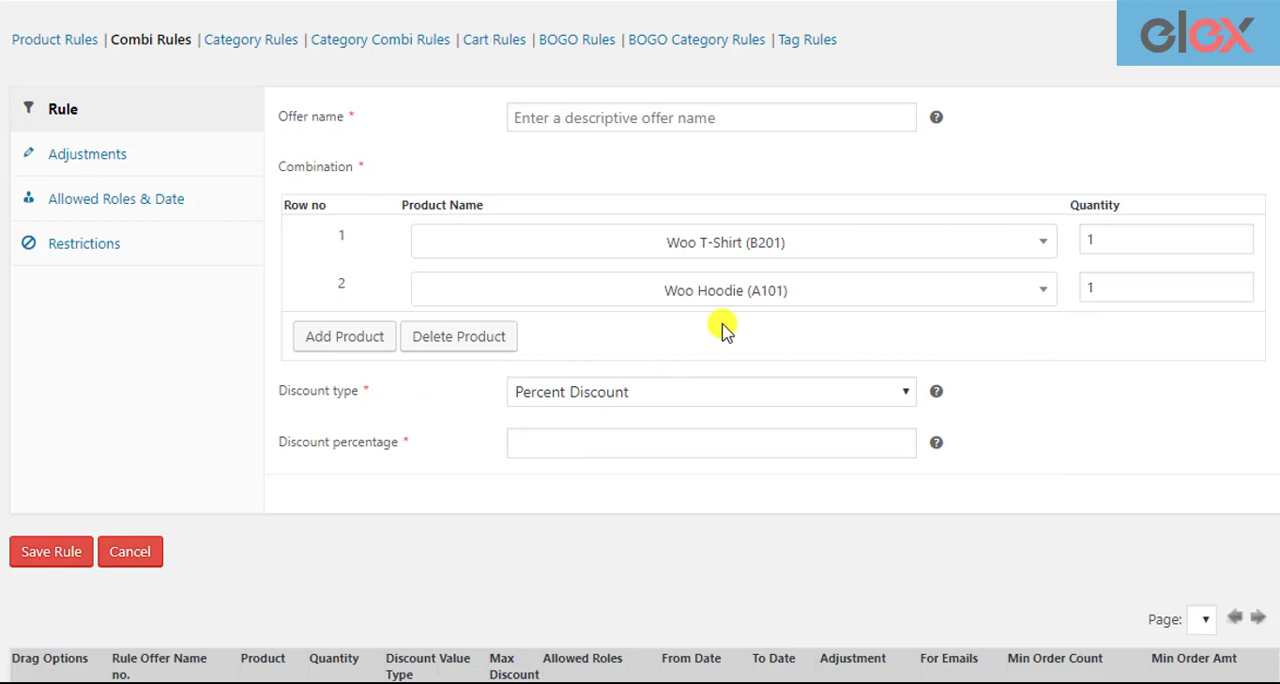 elex
Product Rules | Combi Rules | Category Rules | Category Combi Rules | Cart Rules | BOGO Rules | BOGO Category Rules | Tag Rules
Rule
Adjustments
Allowed Roles & Date
Restrictions
Offer name *
Enter a descriptive offer name
Combination *
Row no Product Name Quantity
1 Woo T-Shirt (B201) 1
2 Woo Hoodie (A101) 1
Add Product Delete Product
Discount type * Percent Discount
Discount percentage *
Save Rule Cancel
Page:
Drag Options Rule Offer Name Product Quantity Discount Value Max Allowed Roles From Date To Date Adjustment For Emails Min Order Count Min Order Amt
no. Type Discount